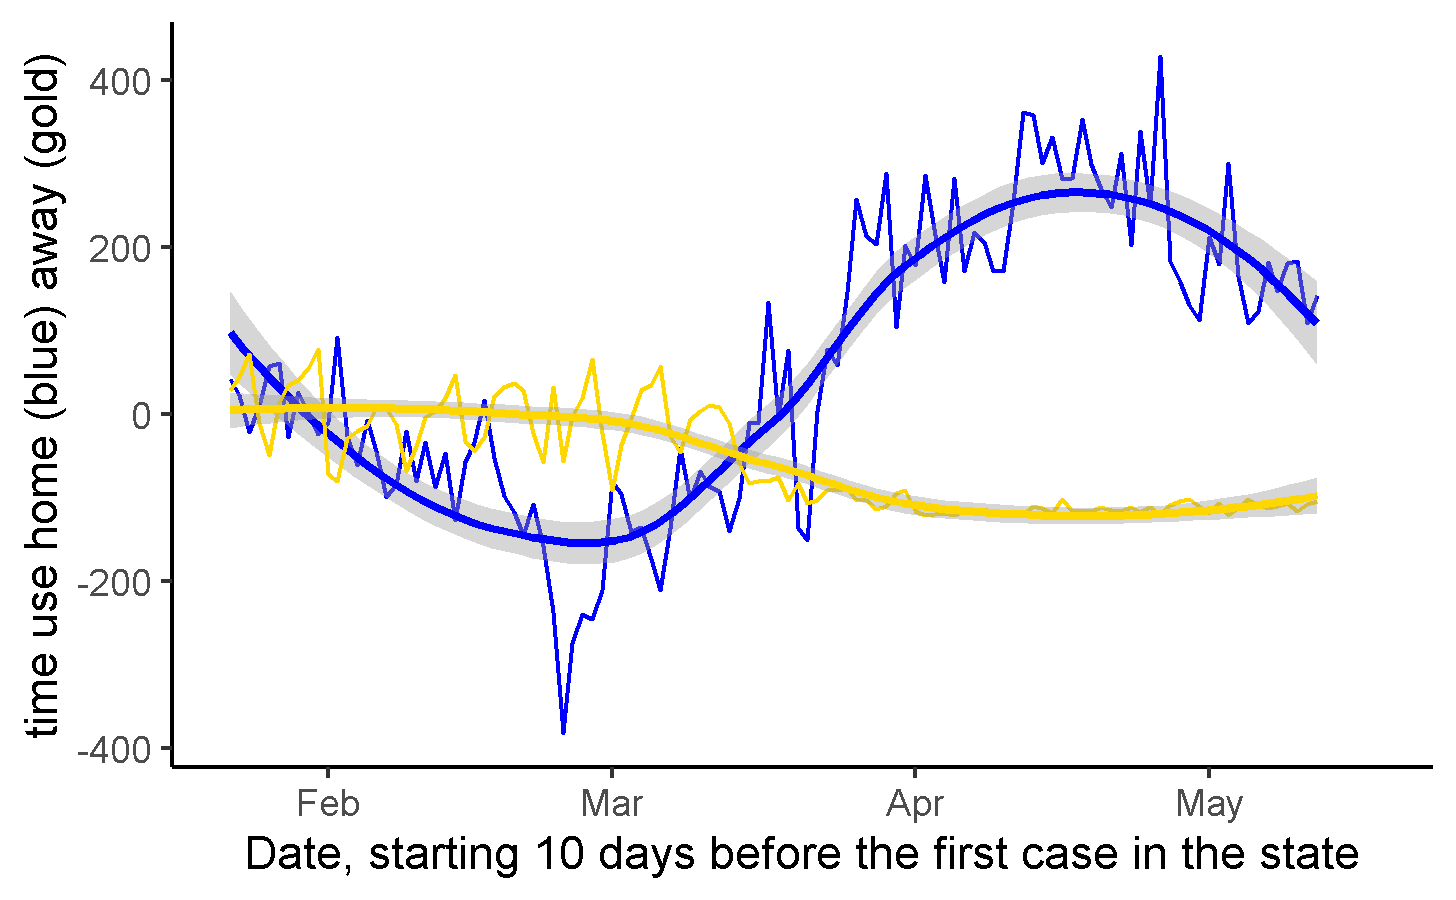 time use home (blue) away (gold)
400
200
0
-200
-400
Feb Mar Apr May
Date, starting 10 days before the first case in the state